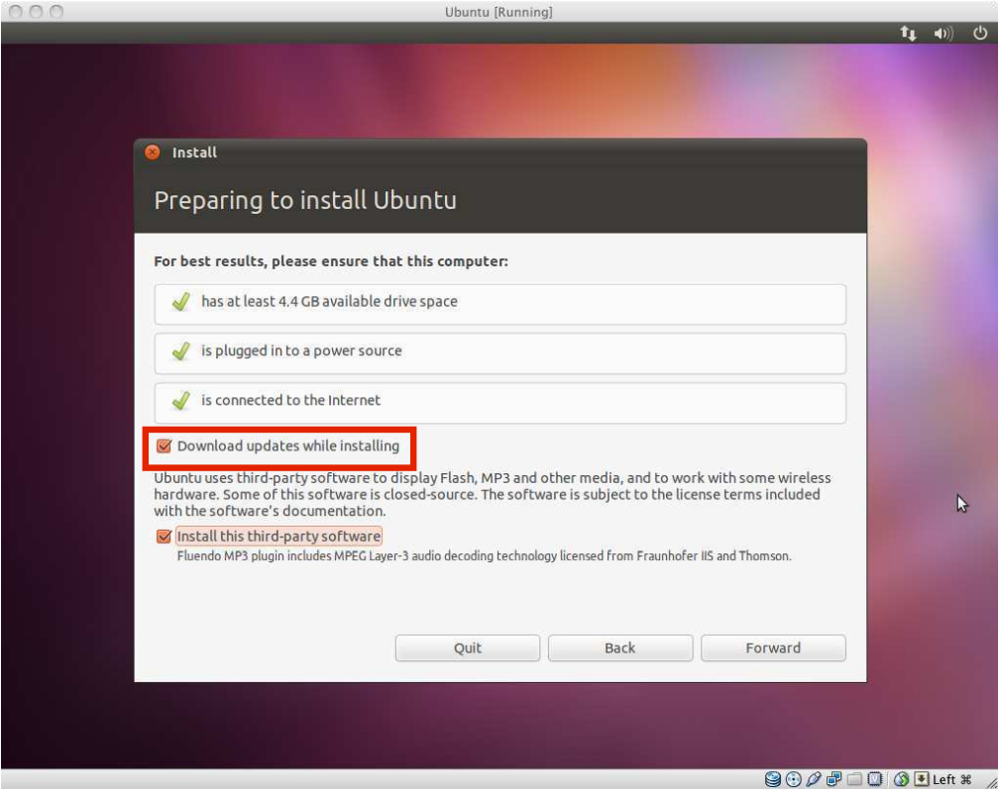 Ubuntu [Running]
Install
Preparing to install Ubuntu
For best results, please ensure that this computer:
has at least 4.4 GB available drive space
is plugged in to a power source
is connected to the Internet
Download updates while installing
Ubuntu uses third-party software to display Flash, MP3 and other media, and to work with some wireless
hardware. Some of this software is closed-source. The software is subject to the license terms included
with the software's documentation.
Install this third-party software
Fluendo MP3 plugin includes MPEG Layer-3 audio decoding technology licensed from Fraunhofer IIS and Thomson.
Quit Back Forward
Left ⌘